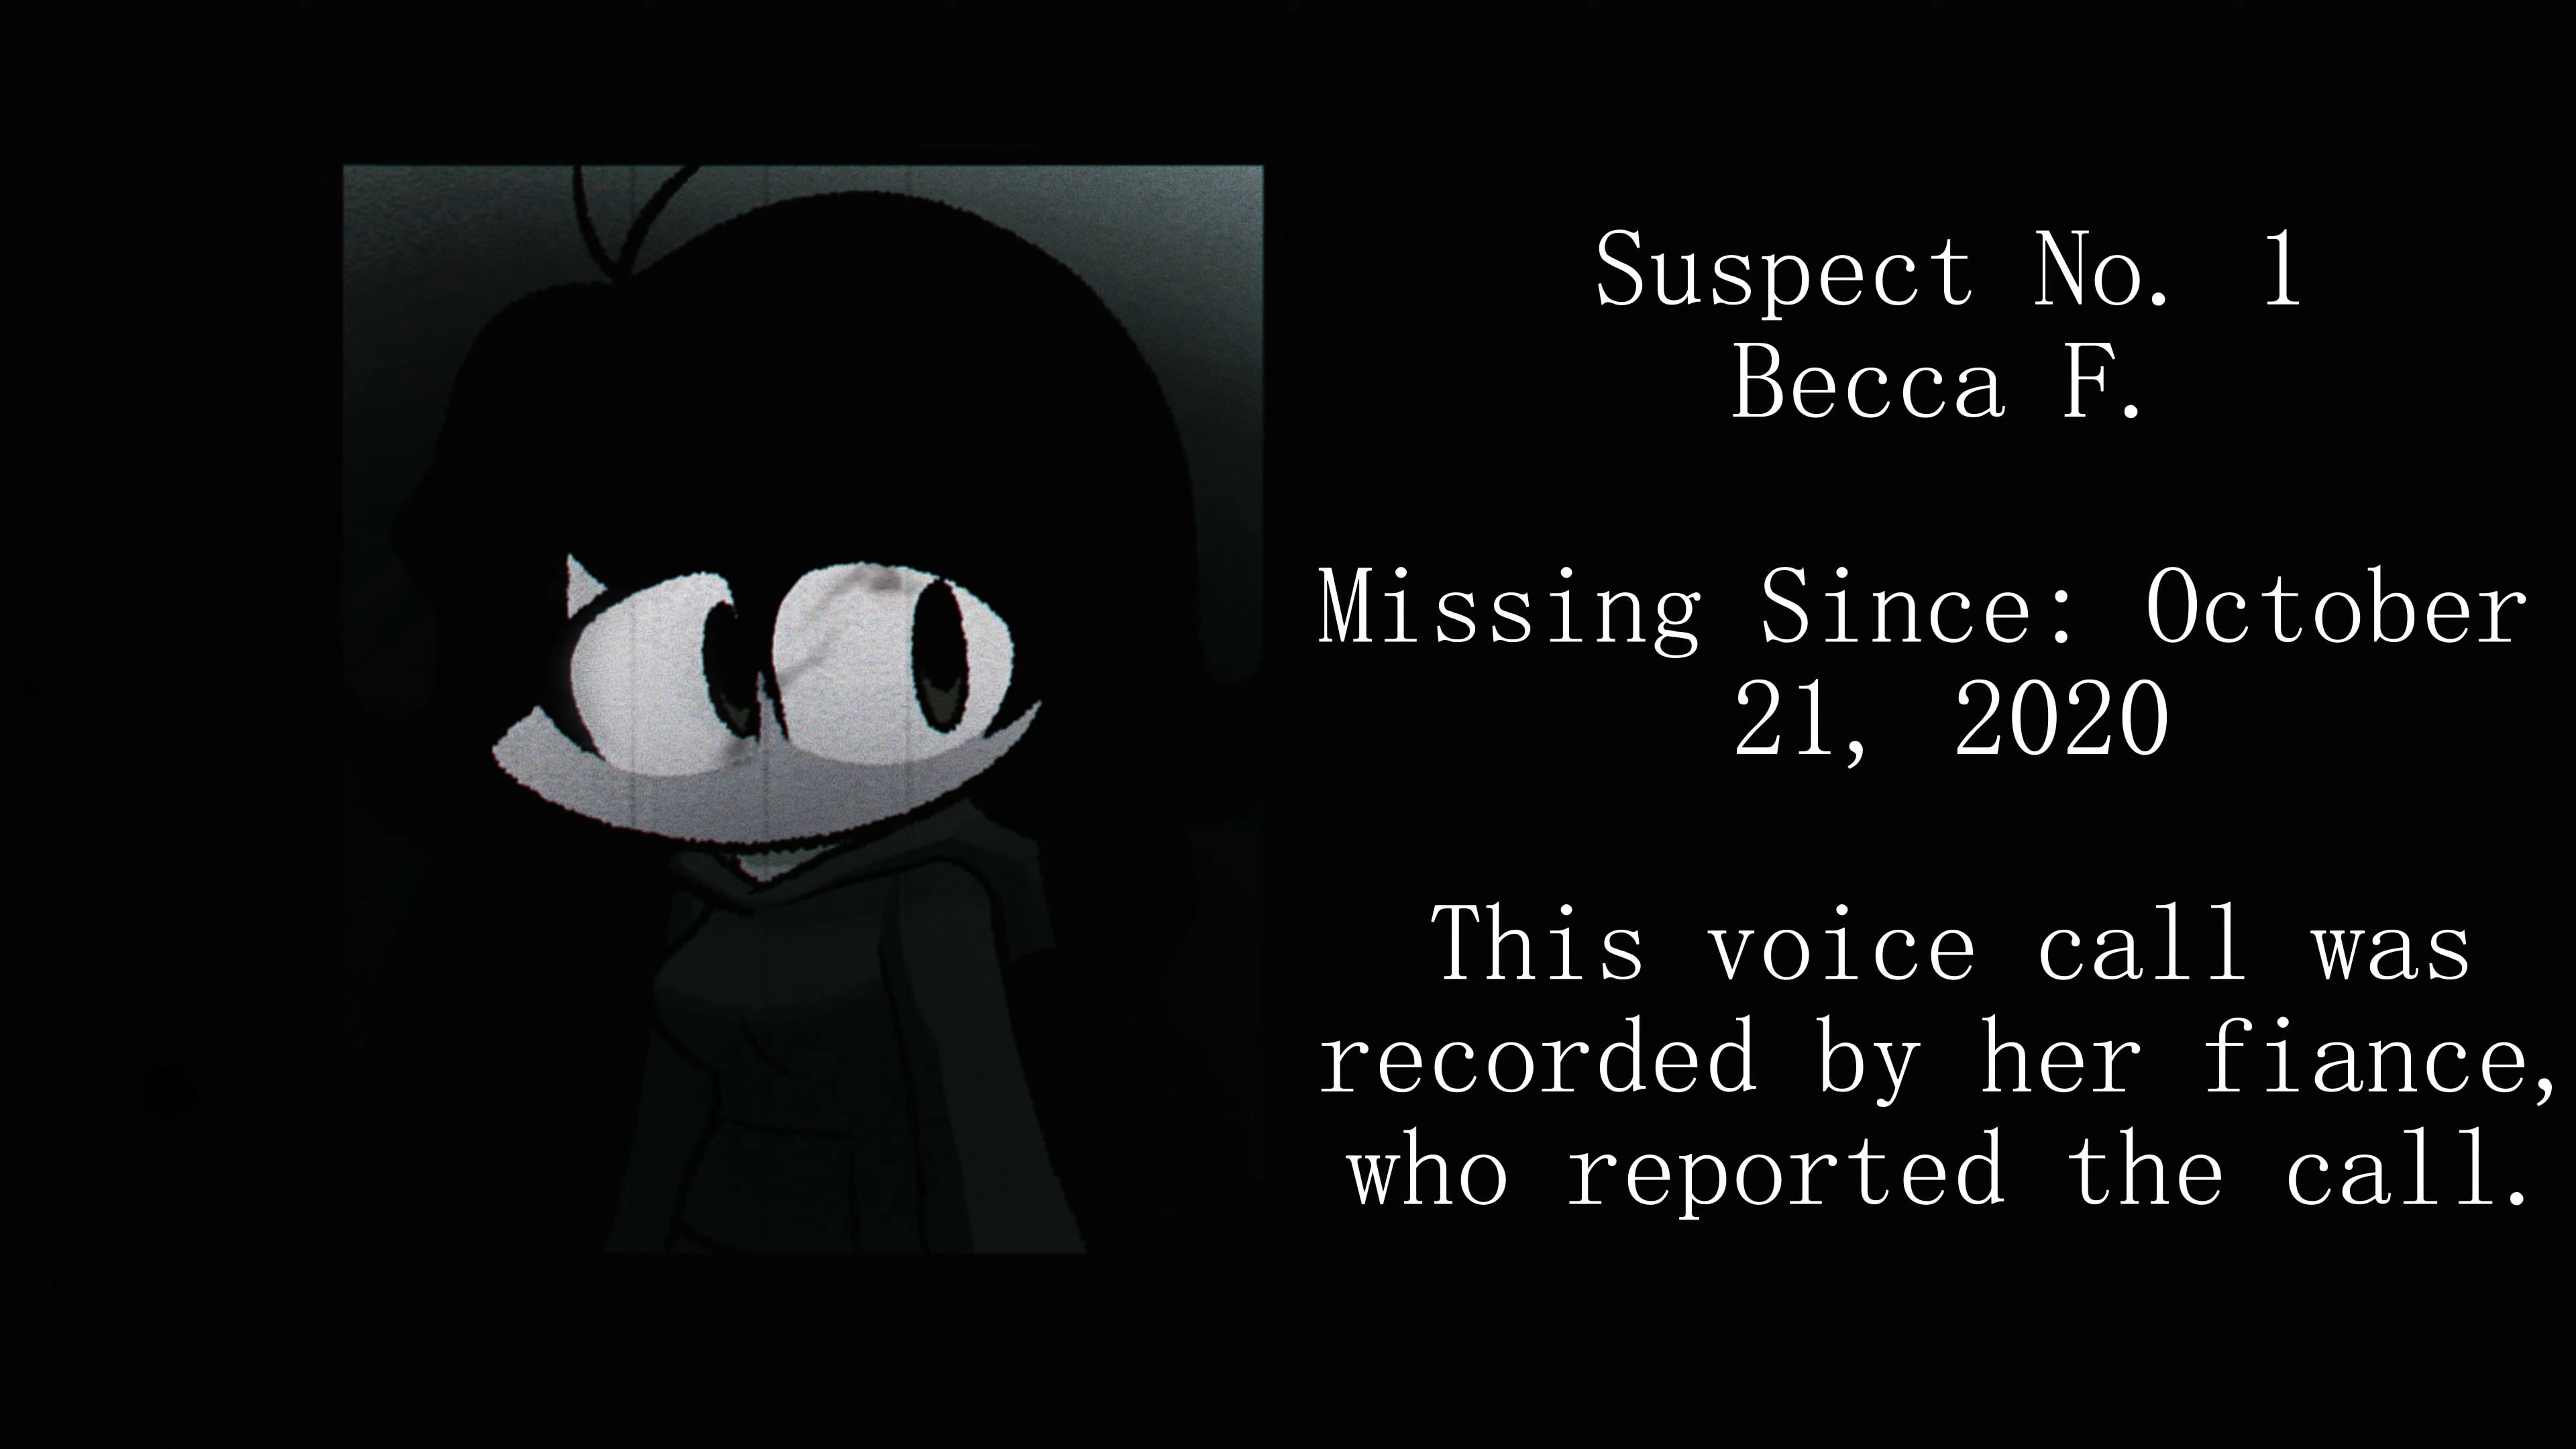 Suspect No. 1
Becca F.
Missing Since: October
21, 2020
This voice call was
recorded by her fiance,
who reported the call.